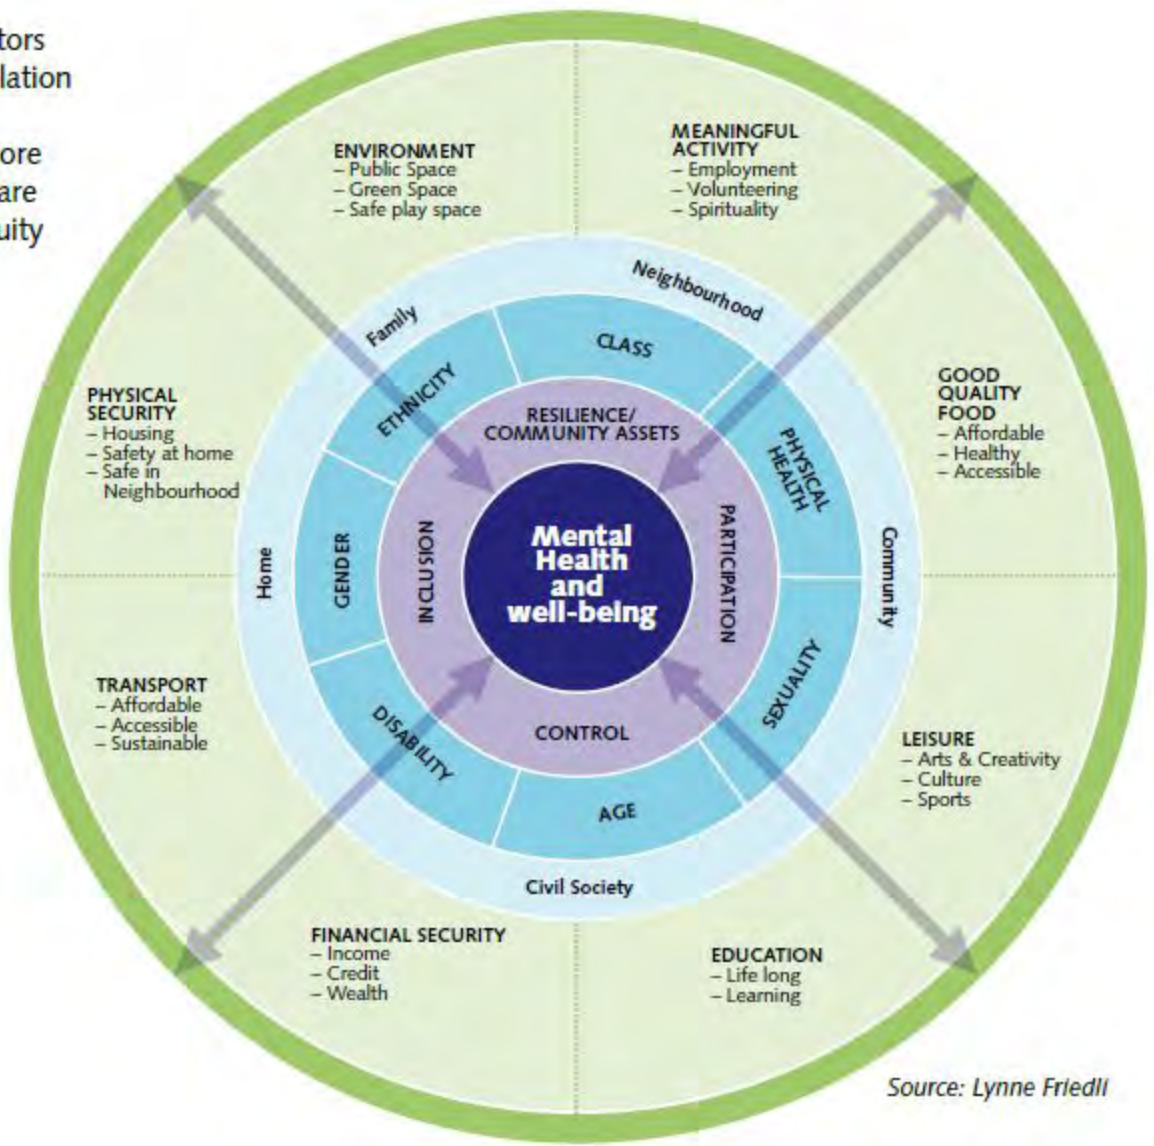 tors
lation
ore
are
uity
ENVIRONMENT
– Public Space
– Green Space
– Safe play space
MEANINGFUL
ACTIVITY
– Employment
– Volunteering
– Spirituality
PHYSICAL
SECURITY
– Housing
– Safety at home
– Safe in
Neighbourhood
GOOD
QUALITY
FOOD
– Affordable
– Healthy
– Accessible
Family
Neighbourhood
Home
Community
Civil Society
ETHNICITY
CLASS
PHYSICAL
HEALTH
GENDER
SEXUALITY
DISABILITY
AGE
RESILIENCE/
COMMUNITY ASSETS
INCLUSION
PARTICIPATION
CONTROL
Mental
Health
and
well-being
TRANSPORT
– Affordable
– Accessible
– Sustainable
LEISURE
– Arts & Creativity
– Culture
– Sports
FINANCIAL SECURITY
– Income
– Credit
– Wealth
EDUCATION
– Life long
– Learning
Source: Lynne Friedli